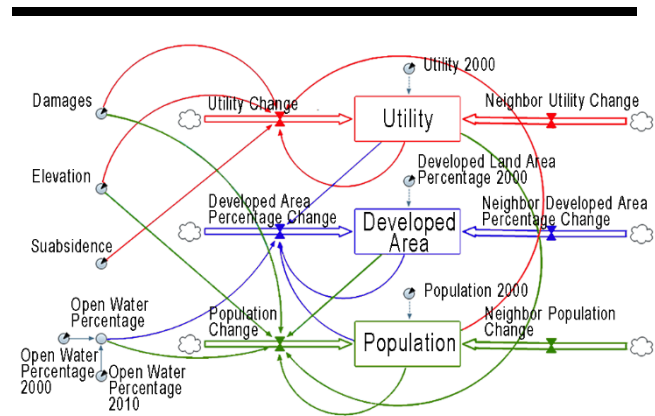 Utility 2000
Damages
Utility Change
Utility
Neighbor Utility Change
Developed Land Area
Percentage 2000
Elevation
Developed Area
Percentage Change
Developed
Area
Neighbor Developed Area
Percentage Change
Suabsidence
Population 2000
Open Water
Percentage
Population
Change
Population
Neighbor Population
Change
Open Water
Percentage
2000
Open Water
Percentage
2010